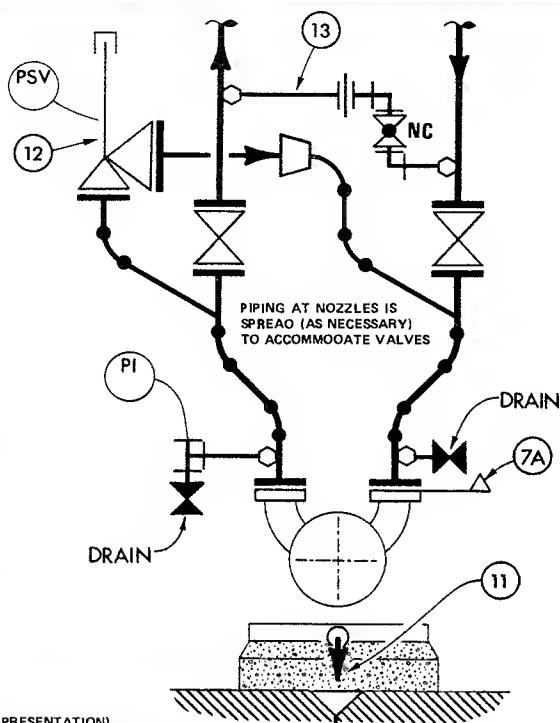 13
PSV
12
NC
PIPING AT NOZZLES IS
SPREAO (AS NECESSARY)
TO ACCOMMOOATE VALVES
PI
DRAIN
7A
DRAIN
11
PRESENTATION)